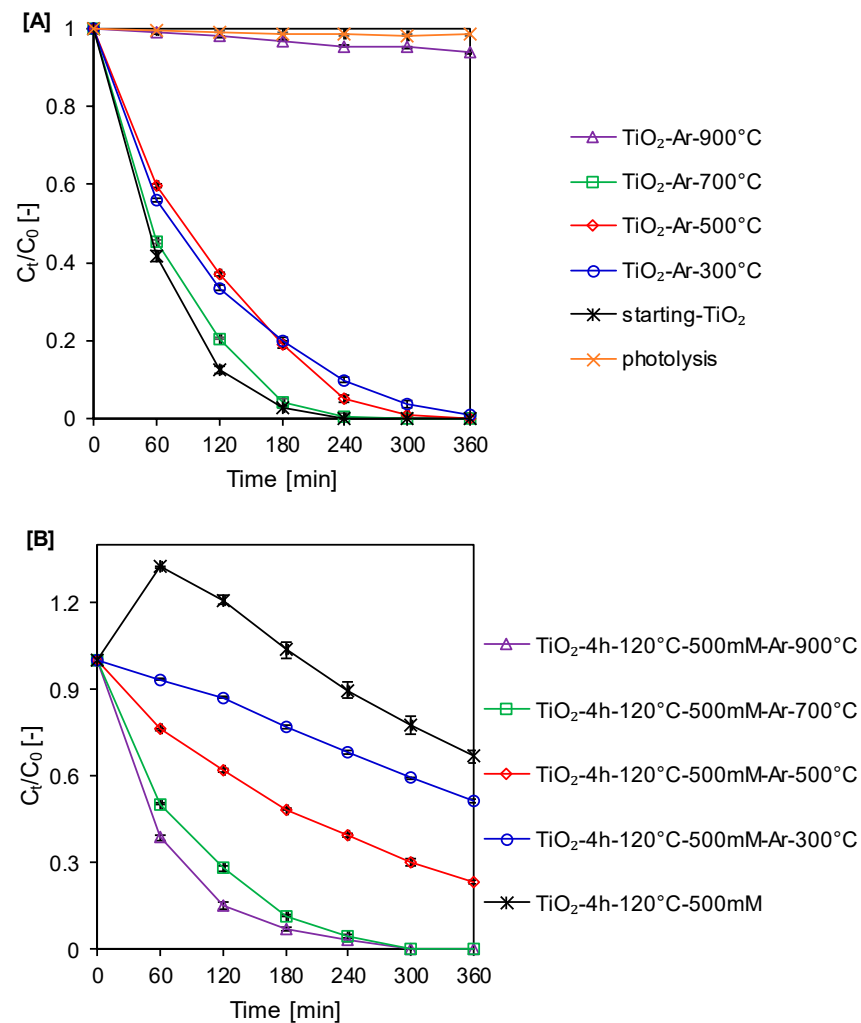 [A]
1
0.8
0.6
0.4
0.2
0
Cₜ/C₀ [-]
0 60 120 180 240 300 360
Time [min]
TiO₂-Ar-900°C
TiO₂-Ar-700°C
TiO₂-Ar-500°C
TiO₂-Ar-300°C
starting-TiO₂
photolysis
[B]
1.2
0.9
0.6
0.3
0
Cₜ/C₀ [-]
0 60 120 180 240 300 360
Time [min]
TiO₂-4h-120°C-500mM-Ar-900°C
TiO₂-4h-120°C-500mM-Ar-700°C
TiO₂-4h-120°C-500mM-Ar-500°C
TiO₂-4h-120°C-500mM-Ar-300°C
TiO₂-4h-120°C-500mM